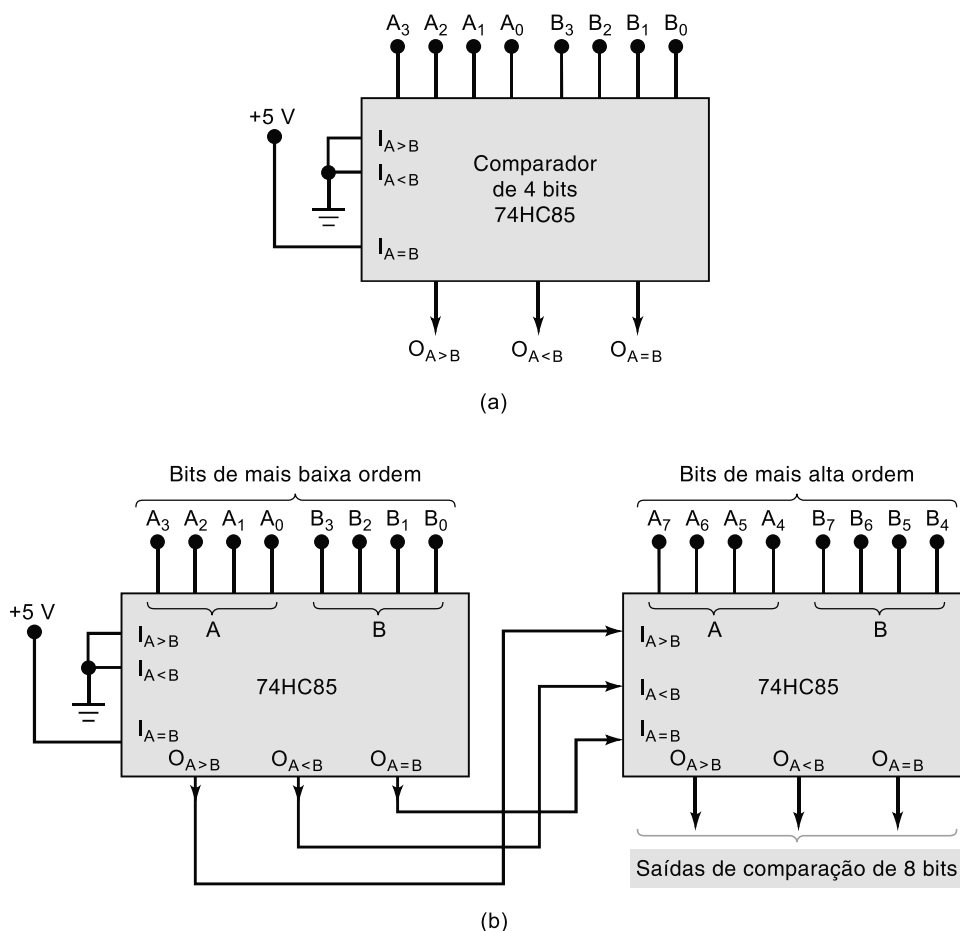 A3 A2 A1 A0 B3 B2 B1 B0
+5 V
IA>B
IA<B
IA=B
Comparador
de 4 bits
74HC85
OA>B OA<B OA=B
(a)
Bits de mais baixa ordem
A3 A2 A1 A0 B3 B2 B1 B0
+5 V
A B
IA>B
IA<B
IA=B
74HC85
OA>B OA<B OA=B
Bits de mais alta ordem
A7 A6 A5 A4 B7 B6 B5 B4
A B
IA>B
IA<B
IA=B
74HC85
OA>B OA<B OA=B
Saídas de comparação de 8 bits
(b)